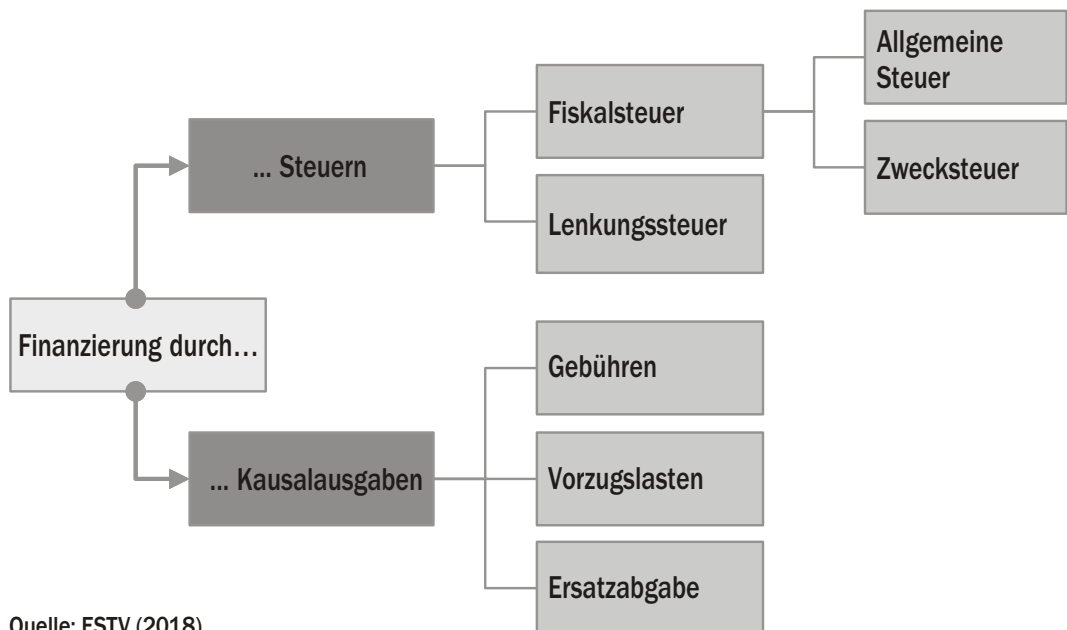 Allgemeine
Steuer
Fiskalsteuer
... Steuern
Zwecksteuer
Lenkungssteuer
Finanzierung durch...
Gebühren
... Kausalausgaben
Vorzugslasten
Ersatzabgabe
Quelle: ESTV (2018)